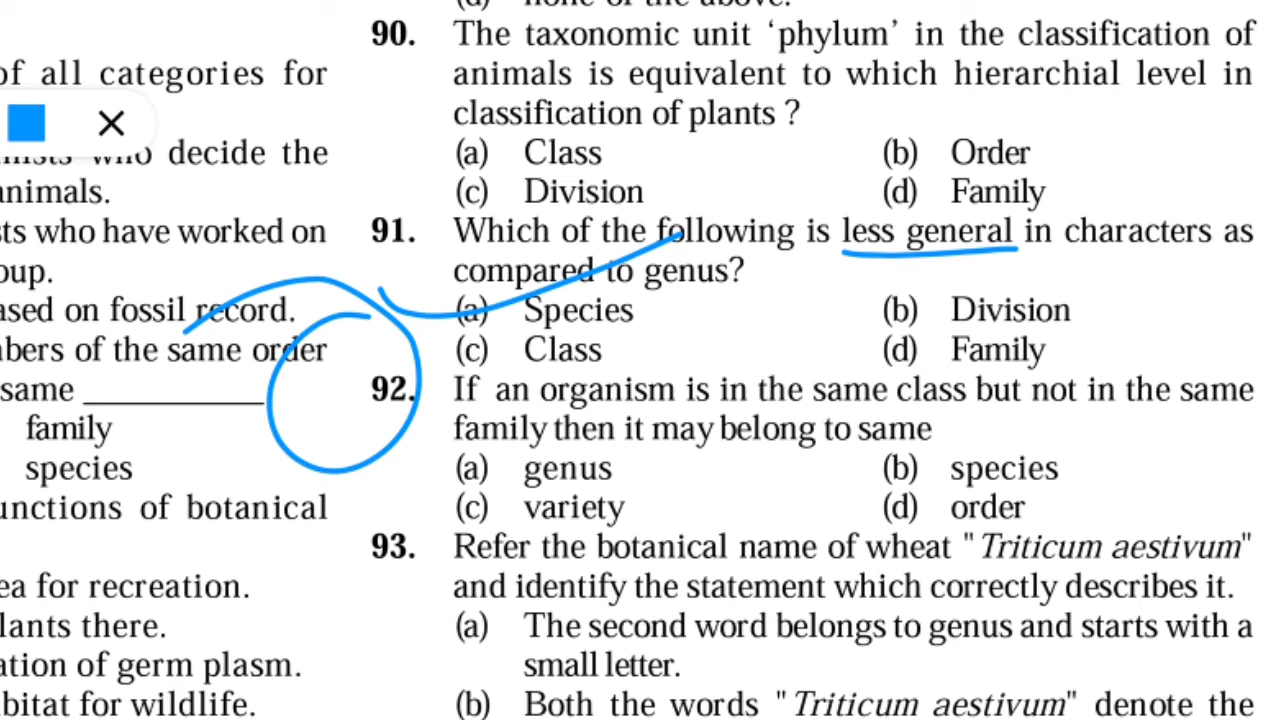 of all categories for
who decide the
animals.
sts who have worked on
oup.
ased on fossil record.
bers of the same order
same ____________
family
species
unctions of botanical
ea for recreation.
lants there.
ation of germ plasm.
bitat for wildlife.
(d) none of the above.
90. The taxonomic unit ‘phylum’ in the classification of
animals is equivalent to which hierarchial level in
classification of plants ?
(a) Class (b) Order
(c) Division (d) Family
91. Which of the following is less general in characters as
compared to genus?
(a) Species (b) Division
(c) Class (d) Family
92. If an organism is in the same class but not in the same
family then it may belong to same
(a) genus (b) species
(c) variety (d) order
93. Refer the botanical name of wheat "Triticum aestivum"
and identify the statement which correctly describes it.
(a) The second word belongs to genus and starts with a
small letter.
(b) Both the words "Triticum aestivum" denote the